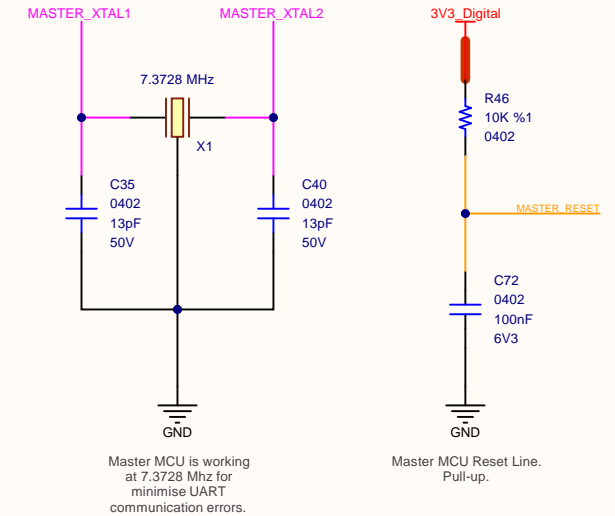 MASTER_XTAL1
MASTER_XTAL2
7.3728 MHz
X1
C35
0402
13pF
50V
C40
0402
13pF
50V
GND
Master MCU is working
at 7.3728 Mhz for
minimise UART
communication errors.
3V3_Digital
R46
10K %1
0402
MASTER_RESET
C72
0402
100nF
6V3
GND
Master MCU Reset Line.
Pull-up.